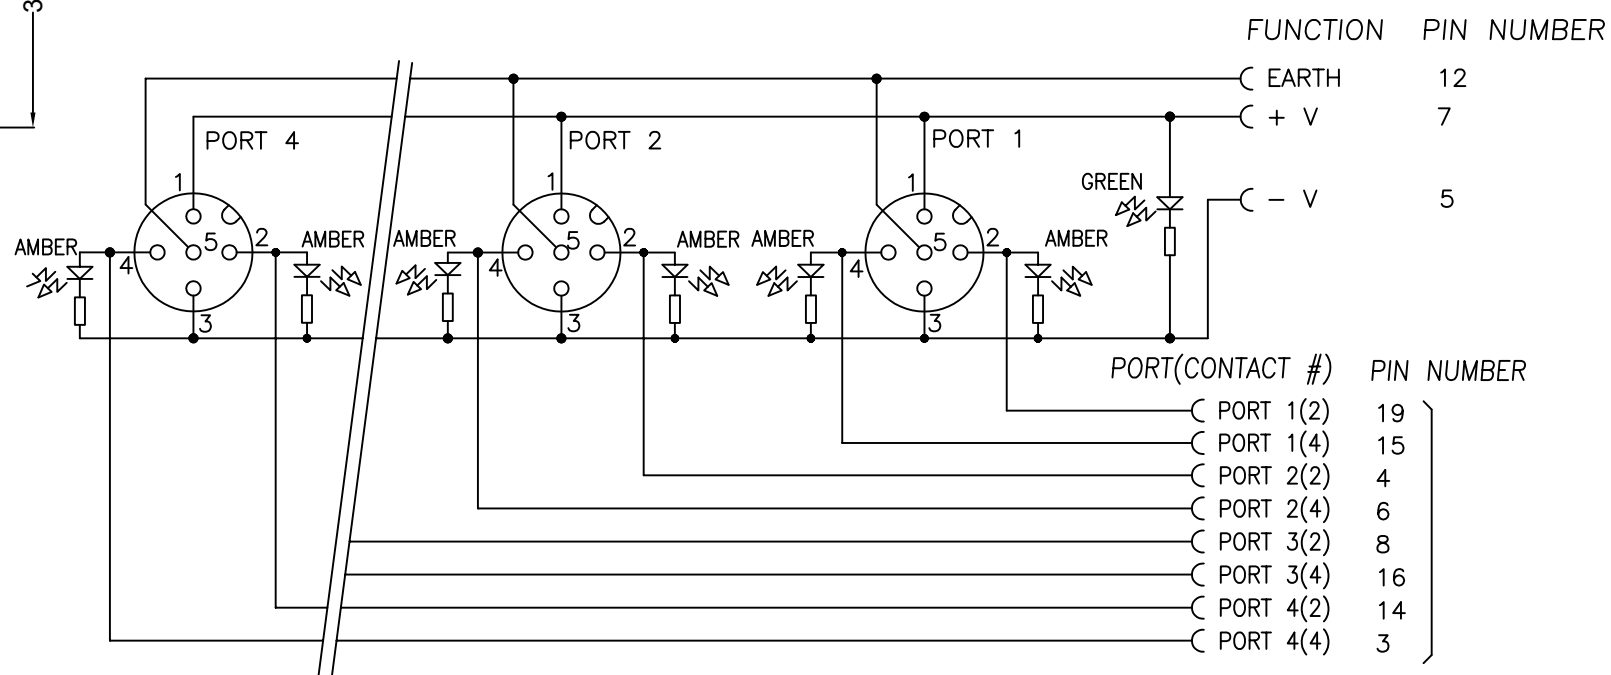 3
FUNCTION PIN NUMBER
EARTH 12
+ V 7
PORT 4 PORT 2 PORT 1
1 1 1
GREEN - V 5
AMBER 4 5 2 AMBER AMBER 4 5 2 AMBER AMBER 4 5 2 AMBER
3 3 3
PORT(CONTACT #) PIN NUMBER
PORT 1(2) 19
PORT 1(4) 15
PORT 2(2) 4
PORT 2(4) 6
PORT 3(2) 8
PORT 3(4) 16
PORT 4(2) 14
PORT 4(4) 3